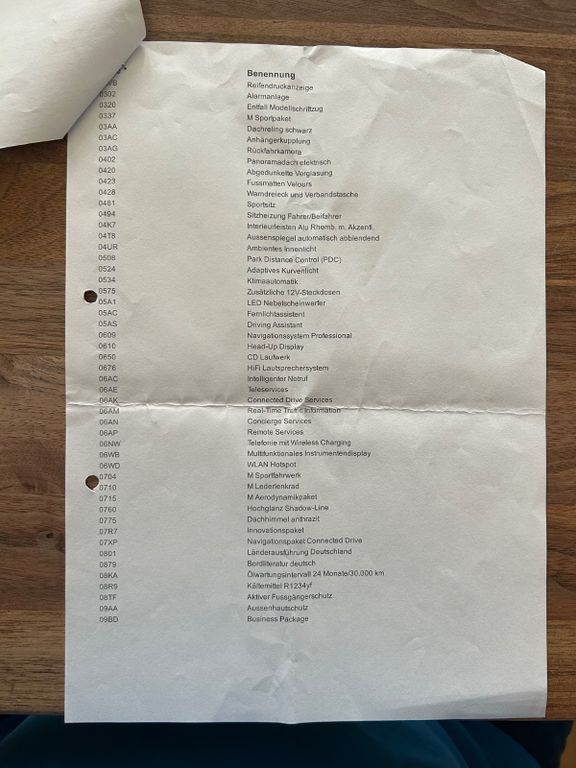 Benennung
Reifendruckanzeige
0302 Alarmanlage
0320 Entfall Modellschriftzug
0337 M Sportpaket
03AA Dachreling schwarz
03AC Anhängerkupplung
03AG Rückfahrkamera
0402 Panoramadach elektrisch
0420 Abgedunkelte Verglasung
0423 Fussmatten Velours
0428 Warndreieck und Verbandstasche
0481 Sportsitz
0494 Sitzheizung Fahrer/Beifahrer
04K7 Interieurleisten Alu Rhomb. m. Akzentl.
04T8 Aussenspiegel automatisch abblendend
04UR Ambientes Innenlicht
0508 Park Distance Control (PDC)
0524 Adaptives Kurvenlicht
0534 Klimaautomatik
0575 Zusätzliche 12V-Steckdosen
05A1 LED Nebelscheinwerfer
05AC Fernlichtassistent
05AS Driving Assistant
0609 Navigationssystem Professional
0610 Head-Up Display
0650 CD Laufwerk
0676 HiFi Lautsprechersystem
06AC Intelligenter Notruf
06AE Teleservices
06AK Connected Drive Services
06AM Real-Time Traffic Information
06AN Concierge Services
06AP Remote Services
06NW Telefonie mit Wireless Charging
06WB Multifunktionales Instrumentendisplay
06WD WLAN Hotspot
0704 M Sportfahrwerk
0710 M Lederlenkrad
0715 M Aerodynamikpaket
0760 Hochglanz Shadow-Line
0775 Dachhimmel anthrazit
07R7 Innovationspaket
07XP Navigationspaket Connected Drive
0801 Länderausführung Deutschland
0879 Bordliteratur deutsch
08KA Ölwartungsintervall 24 Monate/30.000 km
08R9 Kältemittel R1234yf
08TF Aktiver Fussgängerschutz
09AA Aussenhautschutz
09BD Business Package